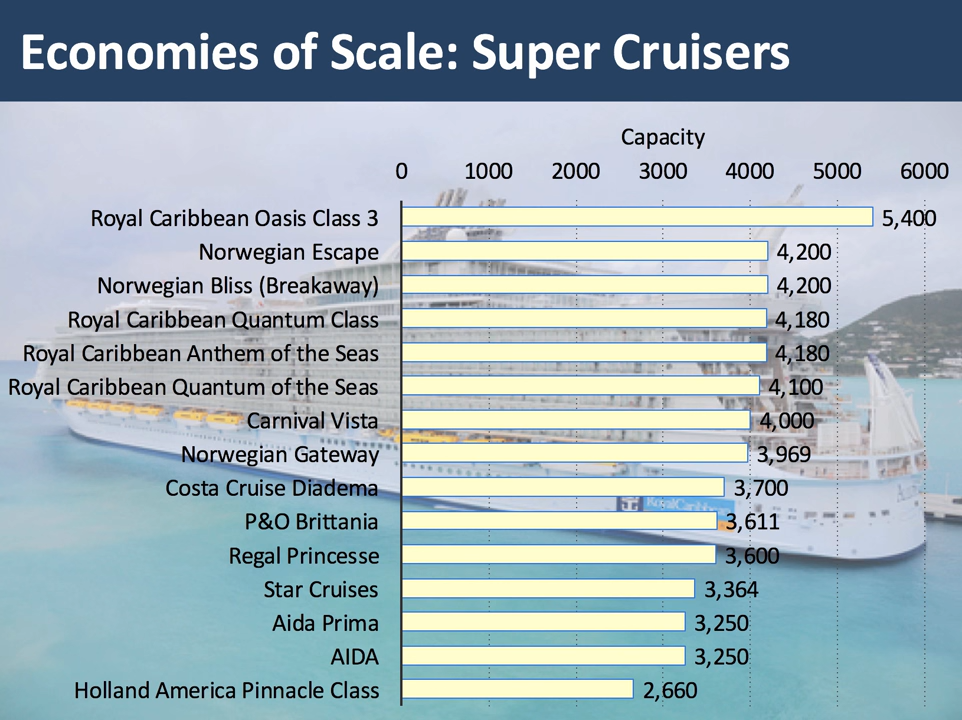 Economies of Scale: Super Cruisers
Capacity
0 1000 2000 3000 4000 5000 6000
Royal Caribbean Oasis Class 3 5,400
Norwegian Escape 4,200
Norwegian Bliss (Breakaway) 4,200
Royal Caribbean Quantum Class 4,180
Royal Caribbean Anthem of the Seas 4,180
Royal Caribbean Quantum of the Seas 4,100
Carnival Vista 4,000
Norwegian Gateway 3,969
Costa Cruise Diadema 3,700
P&O Brittania 3,611
Regal Princesse 3,600
Star Cruises 3,364
Aida Prima 3,250
AIDA 3,250
Holland America Pinnacle Class 2,660
RoyalCaribbean